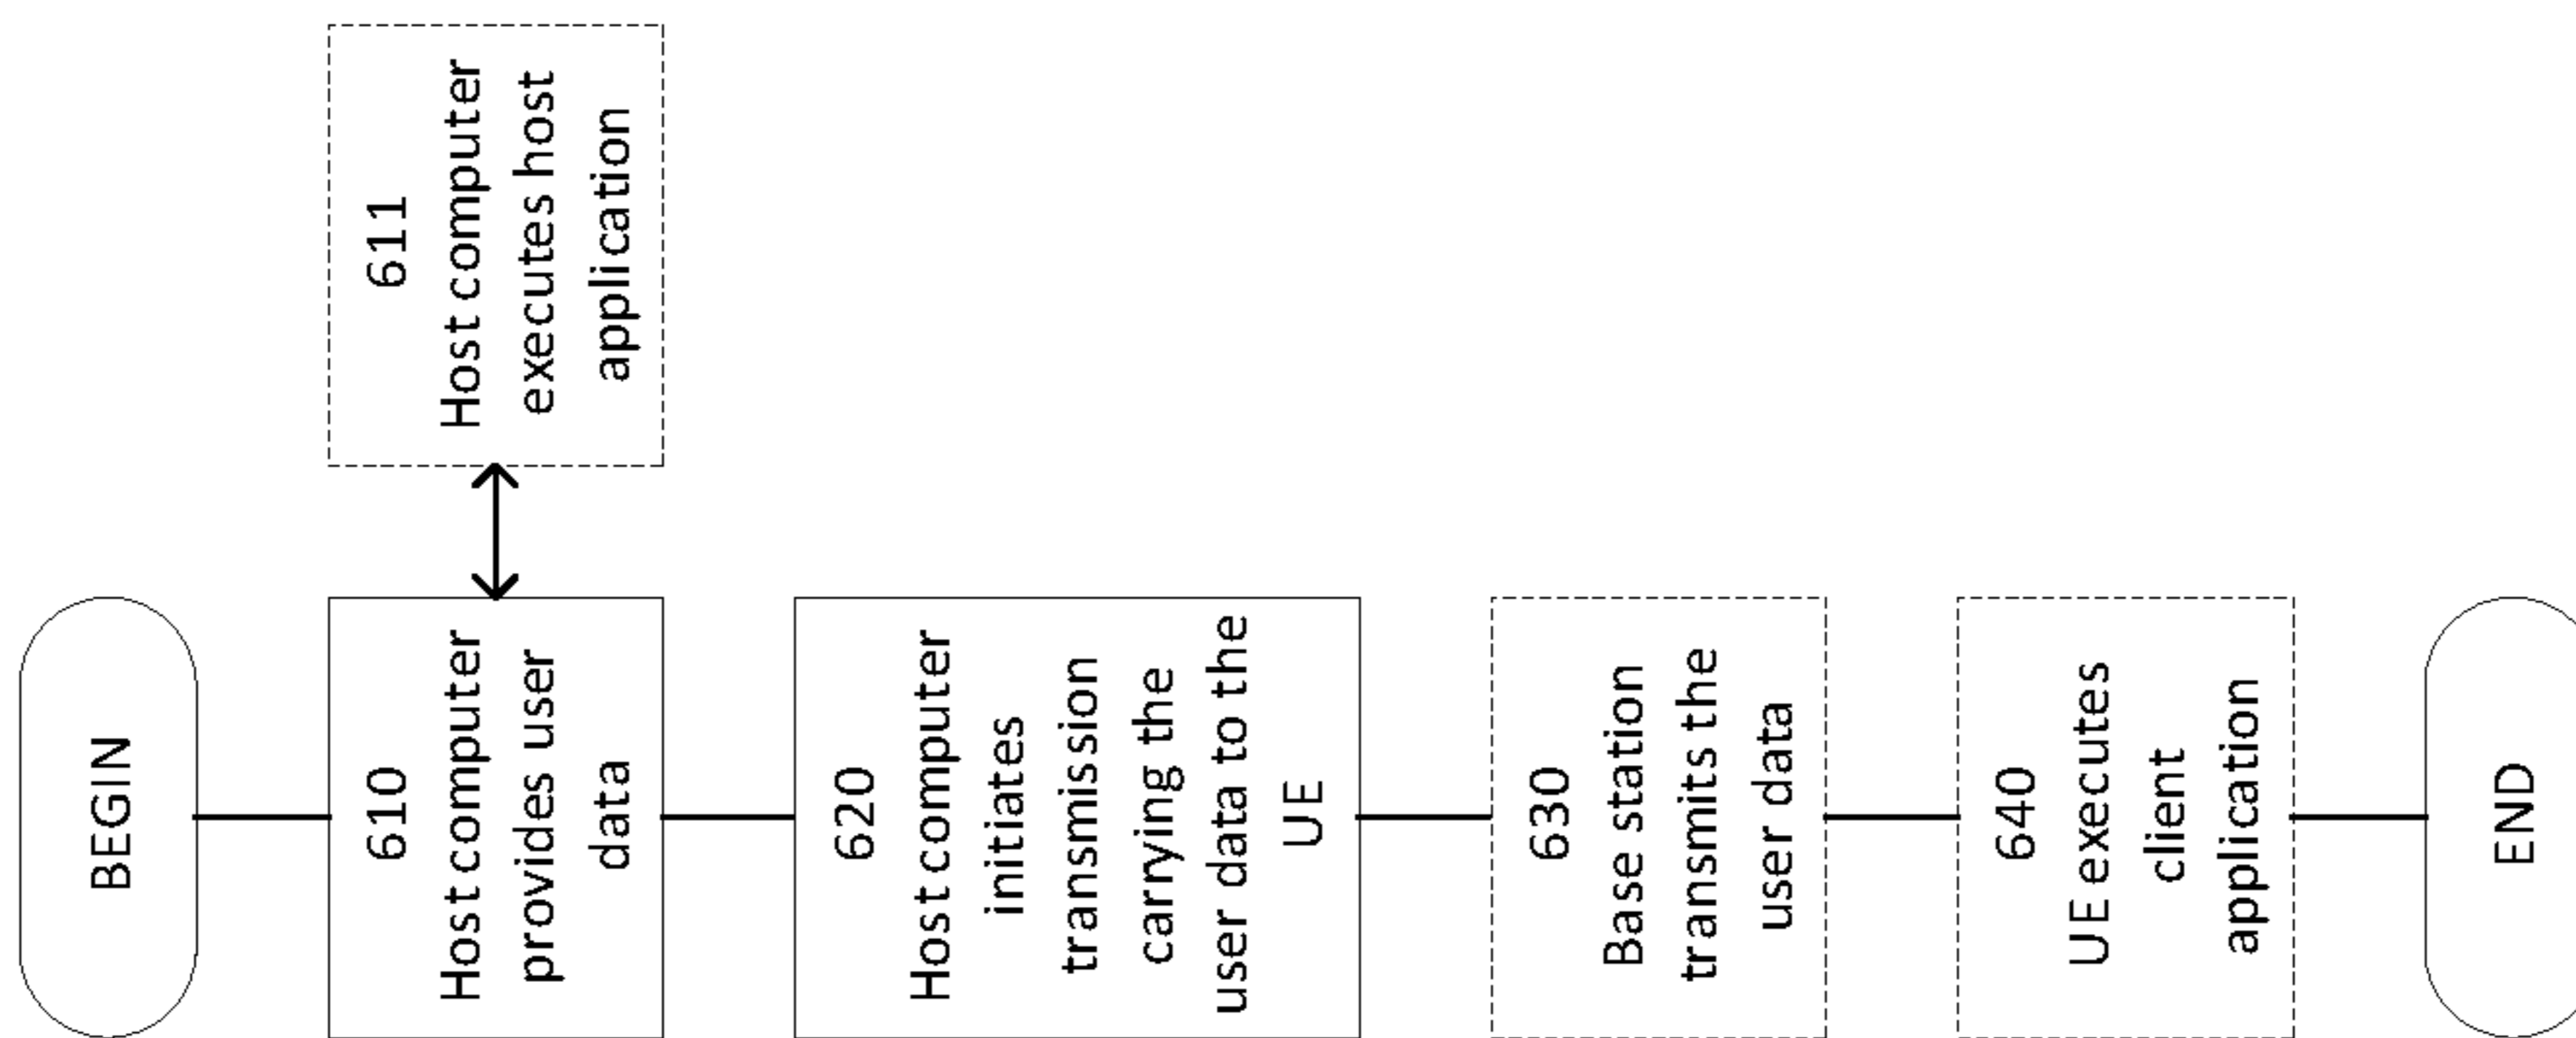 BEGIN
610
Host computer
provides user
data
611
Host computer
executes host
application
620
Host computer
initiates
transmission
carrying the
user data to the
UE
630
Base station
transmits the
user data
640
UE executes
client
application
END